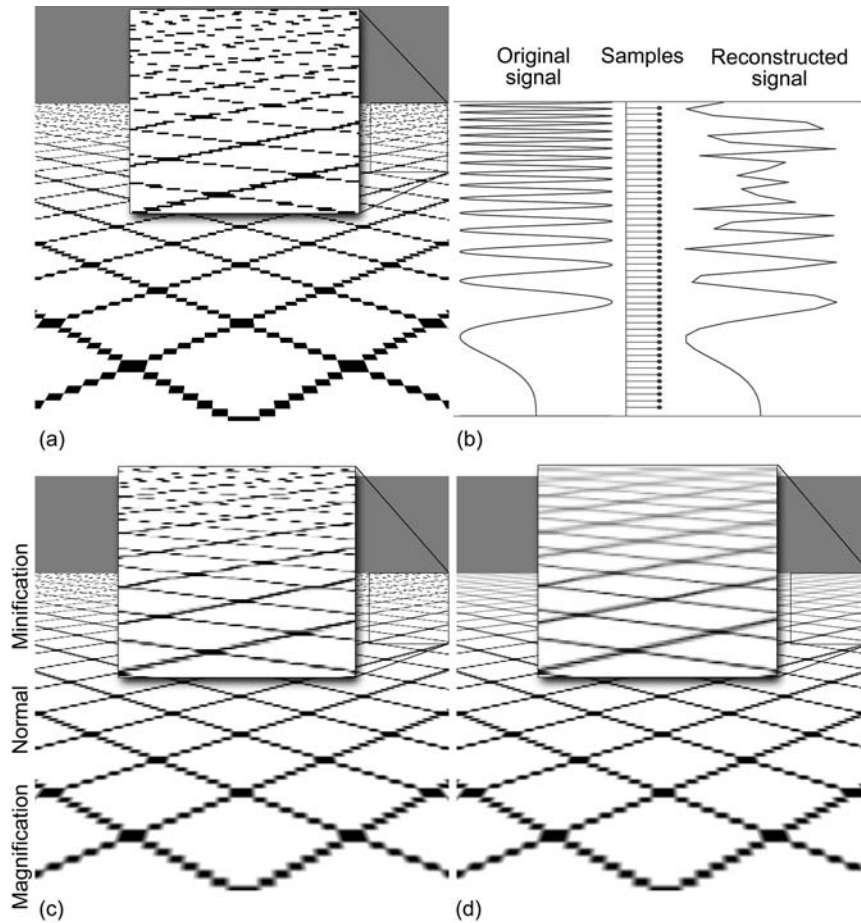 Original
signal
Samples
Reconstructed
signal
(a)
(b)
Minification
Normal
Magnification
(c)
(d)